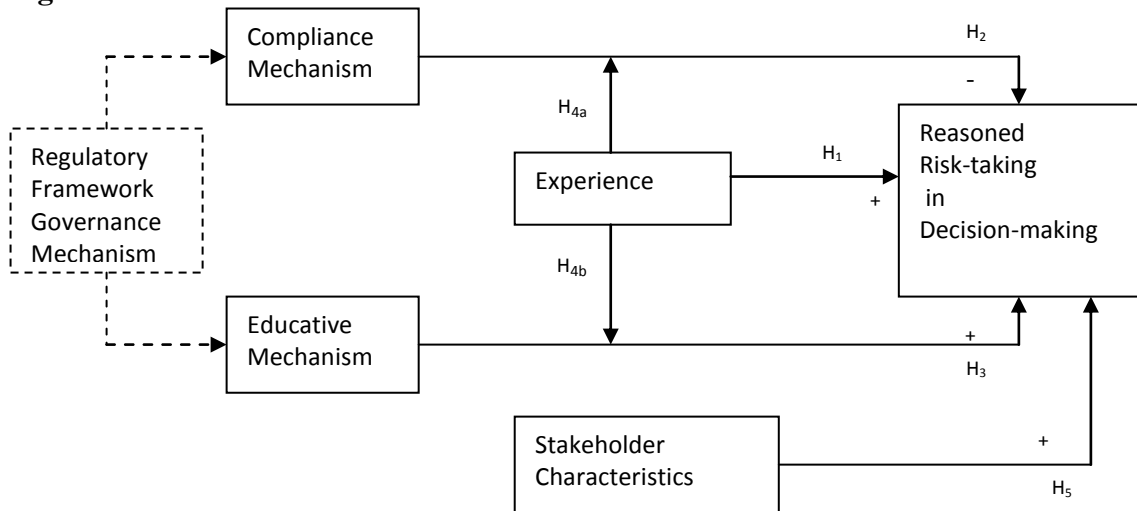 Compliance
Mechanism
H2
-
H4a
Regulatory
Framework
Governance
Mechanism
Experience
H1
+
Reasoned
Risk-taking
in
Decision-making
H4b
Educative
Mechanism
+
H3
Stakeholder
Characteristics
+
H5